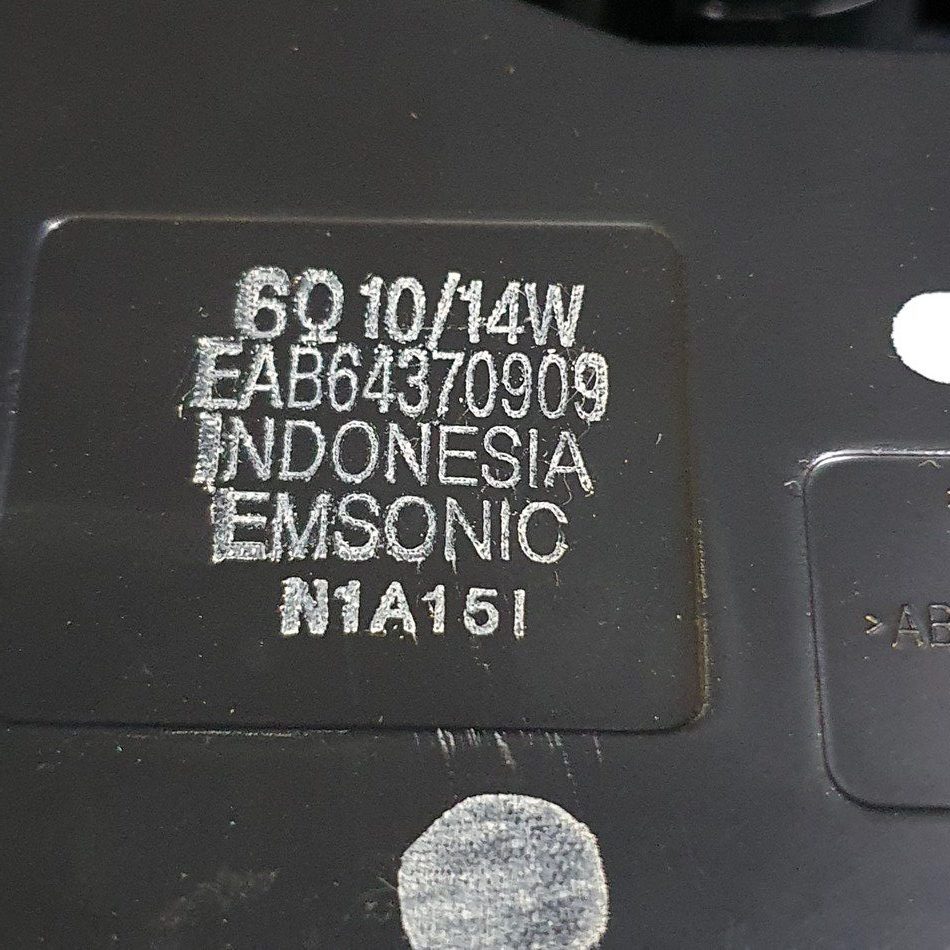 6Ω 10/14W
EAB64370909
INDONESIA
EMSONIC
N1A15I